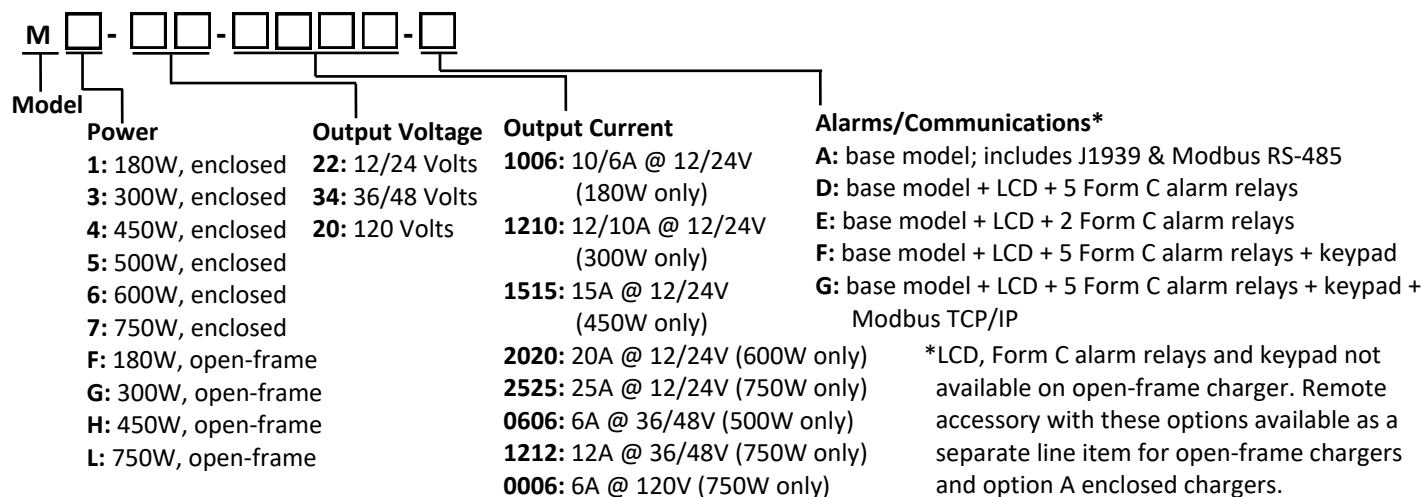 M - - -
Model
Power
1: 180W, enclosed
3: 300W, enclosed
4: 450W, enclosed
5: 500W, enclosed
6: 600W, enclosed
7: 750W, enclosed
F: 180W, open-frame
G: 300W, open-frame
H: 450W, open-frame
L: 750W, open-frame
Output Voltage
22: 12/24 Volts
34: 36/48 Volts
20: 120 Volts
Output Current
1006: 10/6A @ 12/24V
(180W only)
1210: 12/10A @ 12/24V
(300W only)
1515: 15A @ 12/24V
(450W only)
2020: 20A @ 12/24V (600W only)
2525: 25A @ 12/24V (750W only)
0606: 6A @ 36/48V (500W only)
1212: 12A @ 36/48V (750W only)
0006: 6A @ 120V (750W only)
Alarms/Communications*
A: base model; includes J1939 & Modbus RS-485
D: base model + LCD + 5 Form C alarm relays
E: base model + LCD + 2 Form C alarm relays
F: base model + LCD + 5 Form C alarm relays + keypad
G: base model + LCD + 5 Form C alarm relays + keypad +
Modbus TCP/IP
*LCD, Form C alarm relays and keypad not
available on open-frame charger. Remote
accessory with these options available as a
separate line item for open-frame chargers
and option A enclosed chargers.